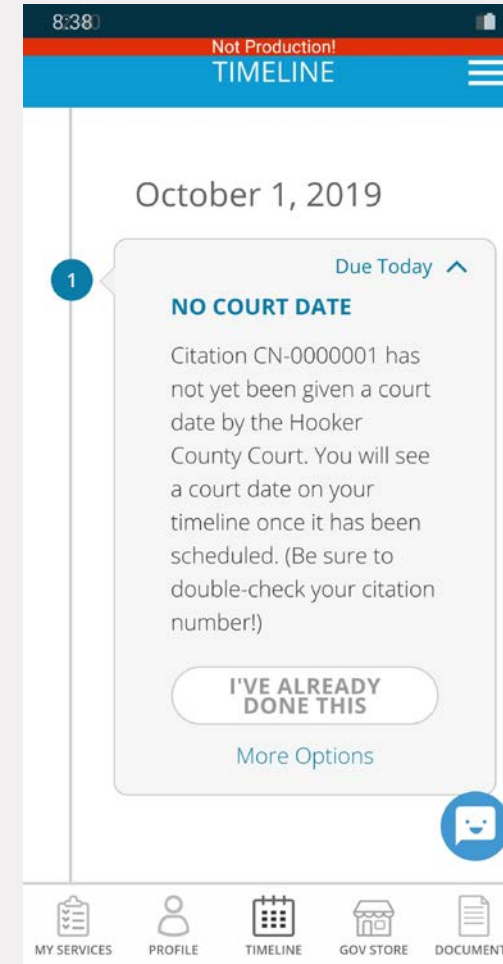 8:38
Not Production!
TIMELINE
October 1, 2019
1
Due Today
NO COURT DATE
Citation CN-0000001 has
not yet been given a court
date by the Hooker
County Court. You will see
a court date on your
timeline once it has been
scheduled. (Be sure to
double-check your citation
number!)
I'VE ALREADY
DONE THIS
More Options
MY SERVICES PROFILE TIMELINE GOV STORE DOCUMENT